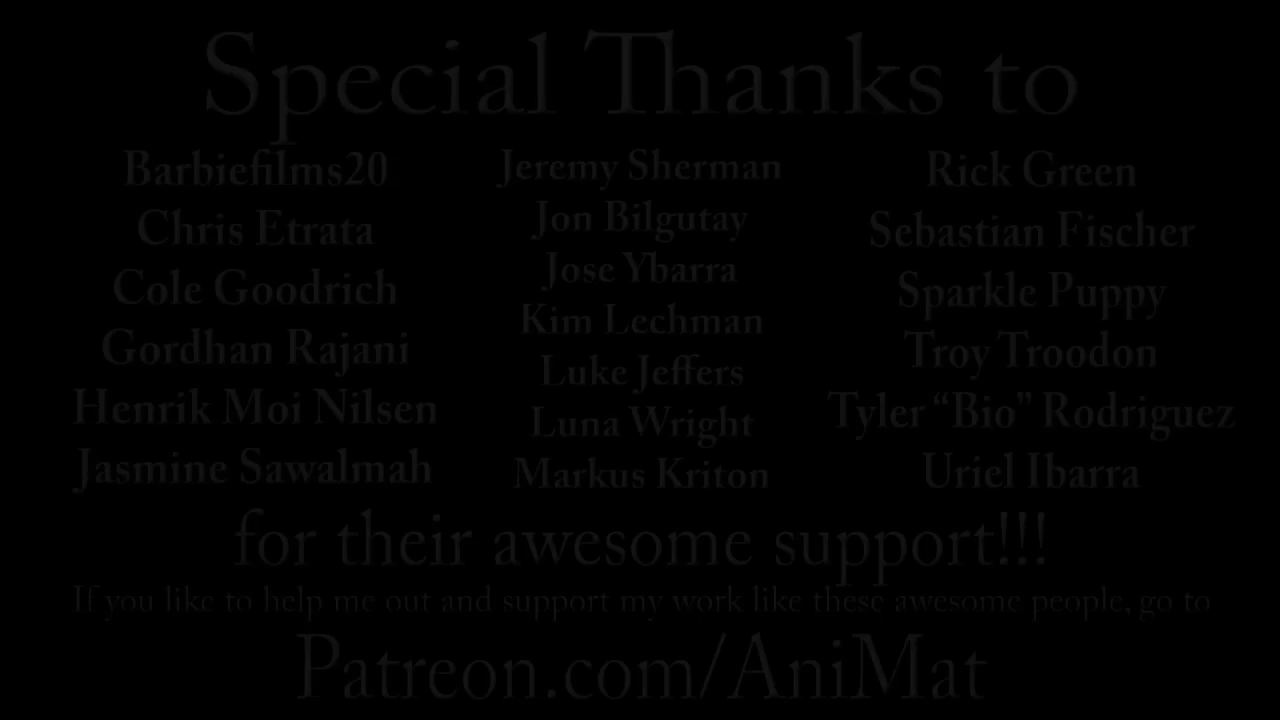 Special Thanks to
Barbiefilms20
Chris Etrata
Cole Goodrich
Gordhan Rajani
Henrik Moi Nilsen
Jasmine Sawalmah
Jeremy Sherman
Jon Bilgutay
Jose Ybarra
Kim Lechman
Luke Jeffers
Luna Wright
Markus Kriton
Rick Green
Sebastian Fischer
Sparkle Puppy
Troy Troodon
Tyler “Bio” Rodriguez
Uriel Ibarra
for their awesome support!!!
If you like to help me out and support my work like these awesome people, go to
Patreon.com/AniMat